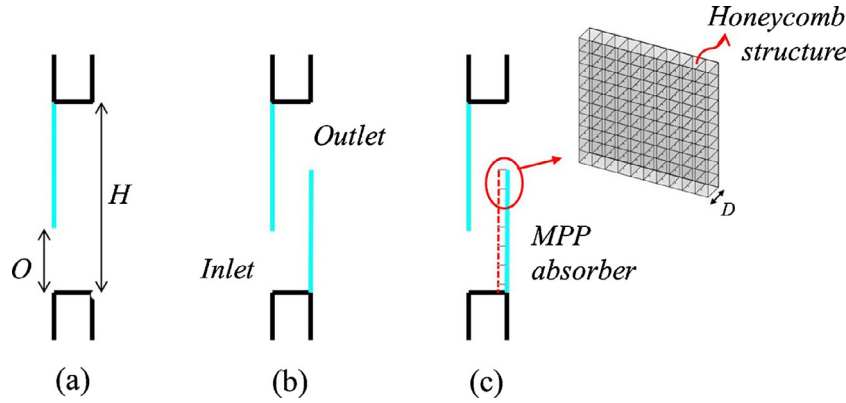 Honeycomb
structure
Outlet
H
D
O
Inlet
MPP
absorber
(a)
(b)
(c)